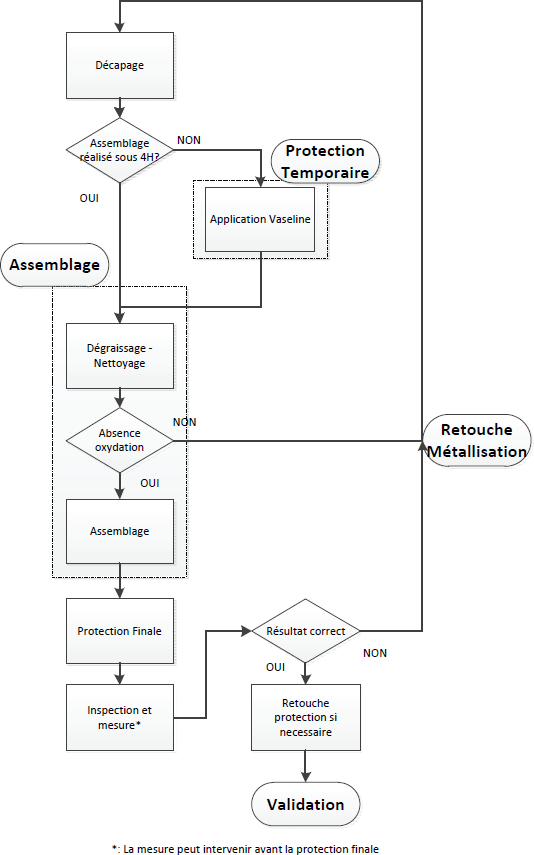 Décapage
Assemblage
réalisé sous 4H?
NON
OUI
Protection
Temporaire
Application Vaseline
Assemblage
Dégraissage -
Nettoyage
Absence
oxydation
NON
OUI
Retouche
Métallisation
Assemblage
Protection Finale
Résultat correct
NON
OUI
Inspection et
mesure*
Retouche
protection si
necessaire
Validation
*: La mesure peut intervenir avant la protection finale